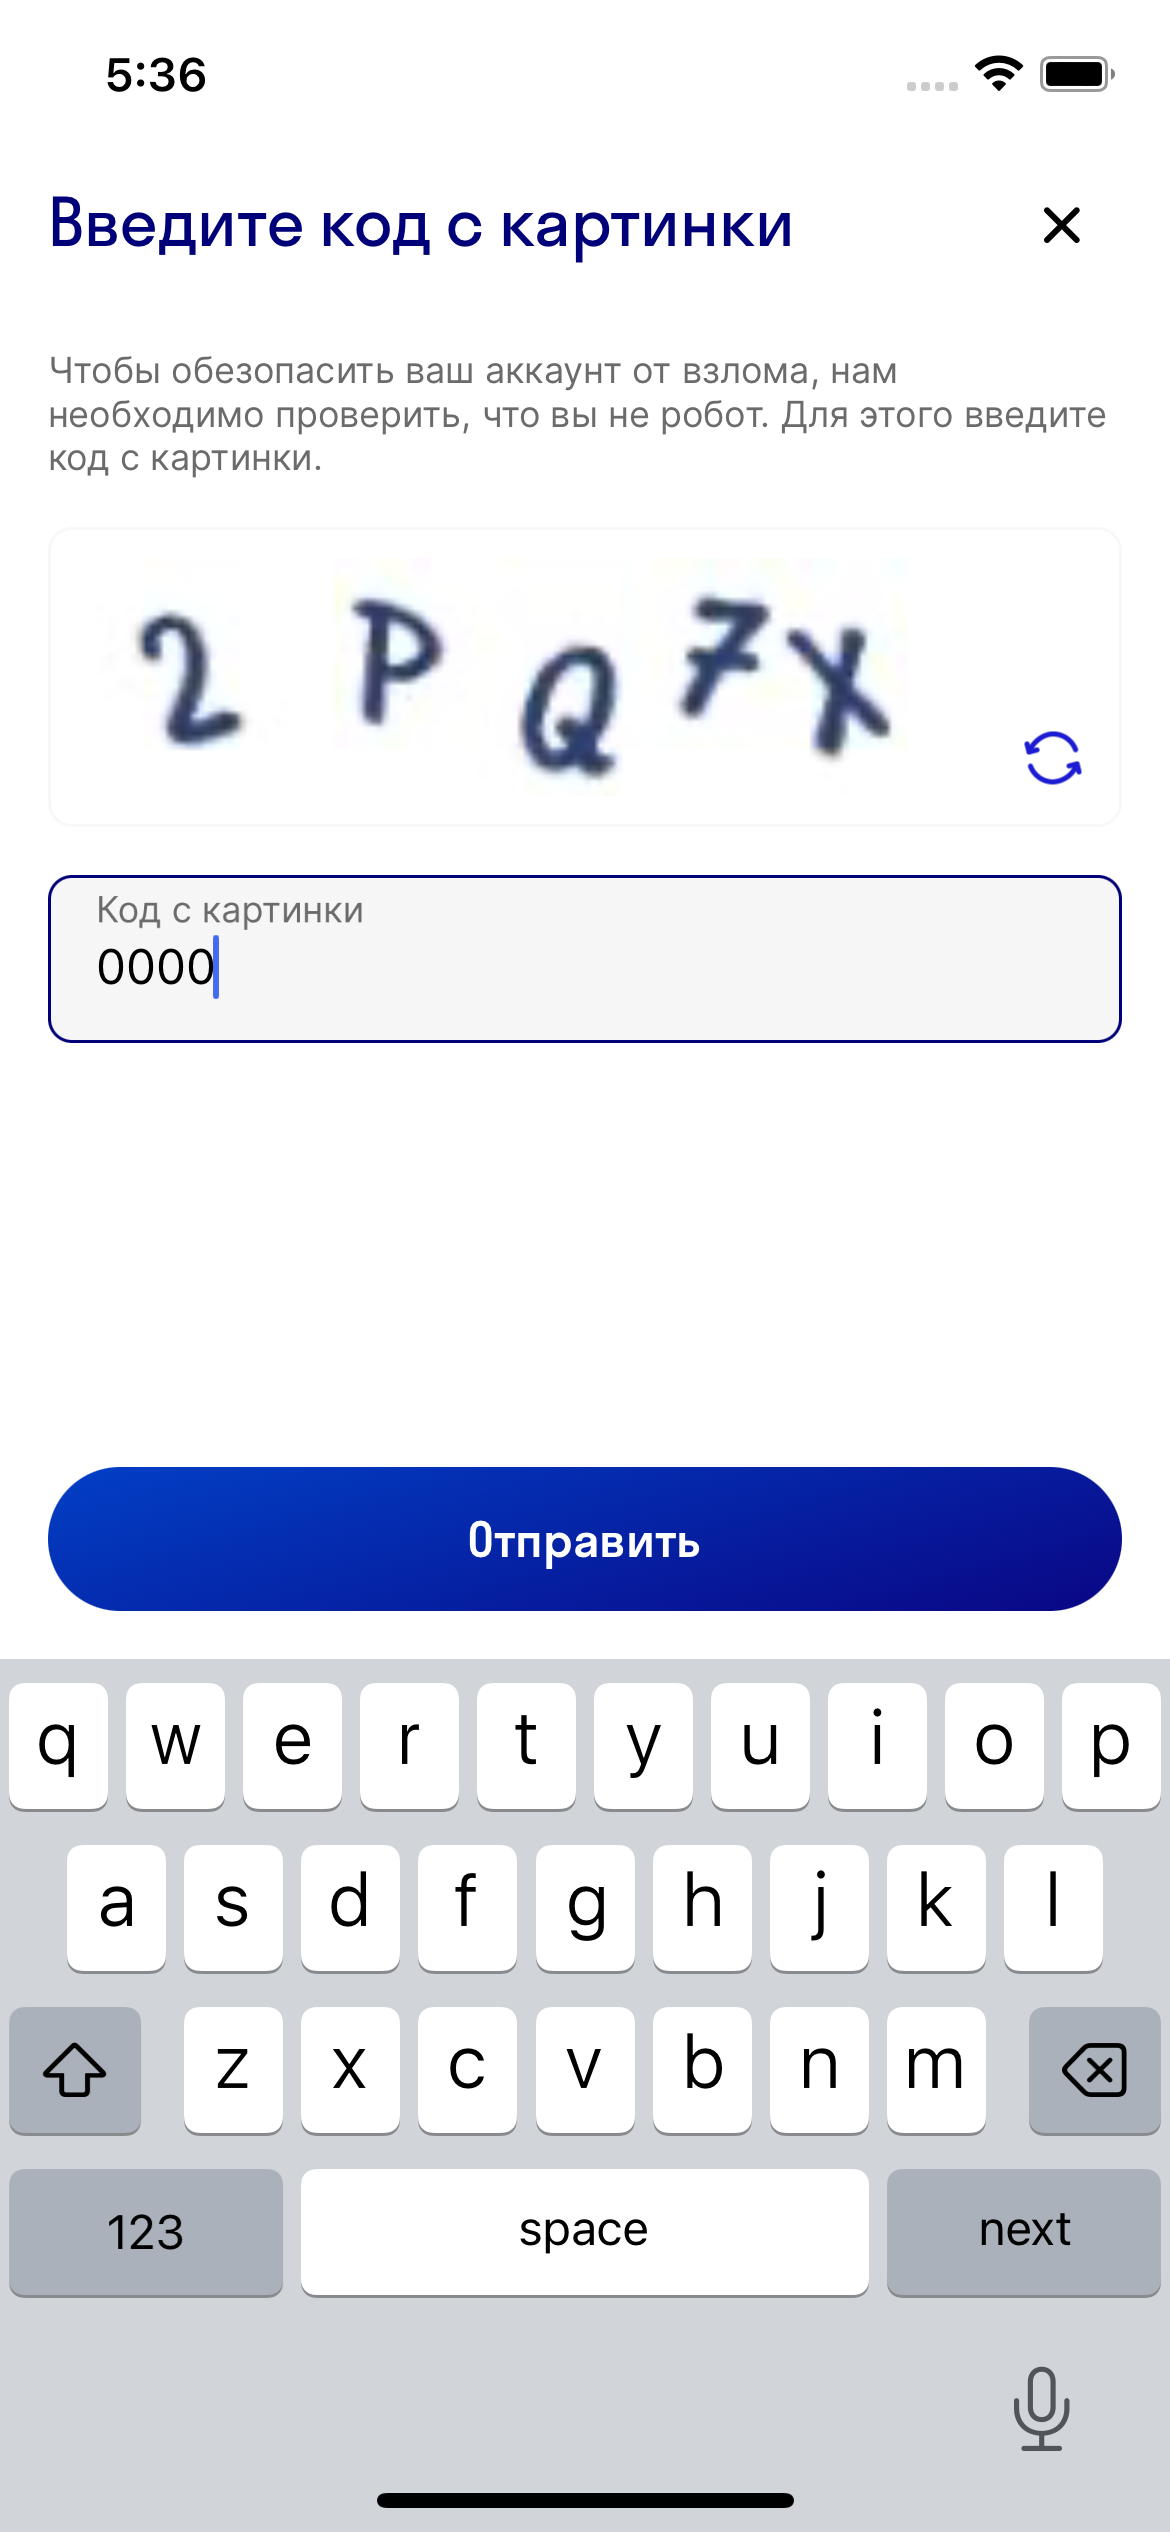 5:36
Введите код с картинки
Чтобы обезопасить ваш аккаунт от взлома, нам
необходимо проверить, что вы не робот. Для этого введите
код с картинки.
2 P Q 7 X
Код с картинки
0000
Отправить
q w e r t y u i o p
a s d f g h j k l
z x c v b n m
123 space next